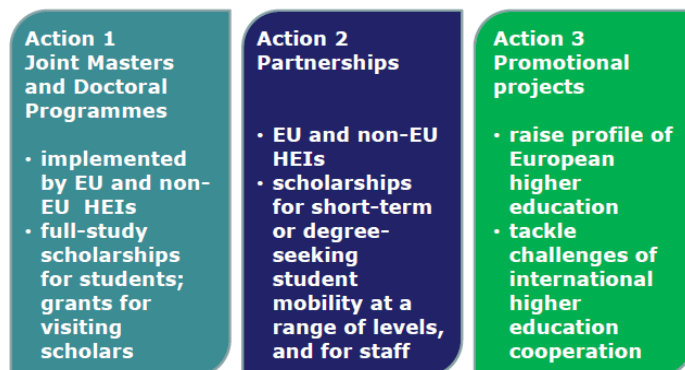 Action 1
Joint Masters
and Doctoral
Programmes
• implemented
by EU and non-
EU HEIs
• full-study
scholarships
for students;
grants for
visiting
scholars
Action 2
Partnerships
• EU and non-EU
HEIs
• scholarships
for short-term
or degree-
seeking
student
mobility at a
range of levels,
and for staff
Action 3
Promotional
projects
• raise profile of
European
higher
education
• tackle
challenges of
international
higher
education
cooperation